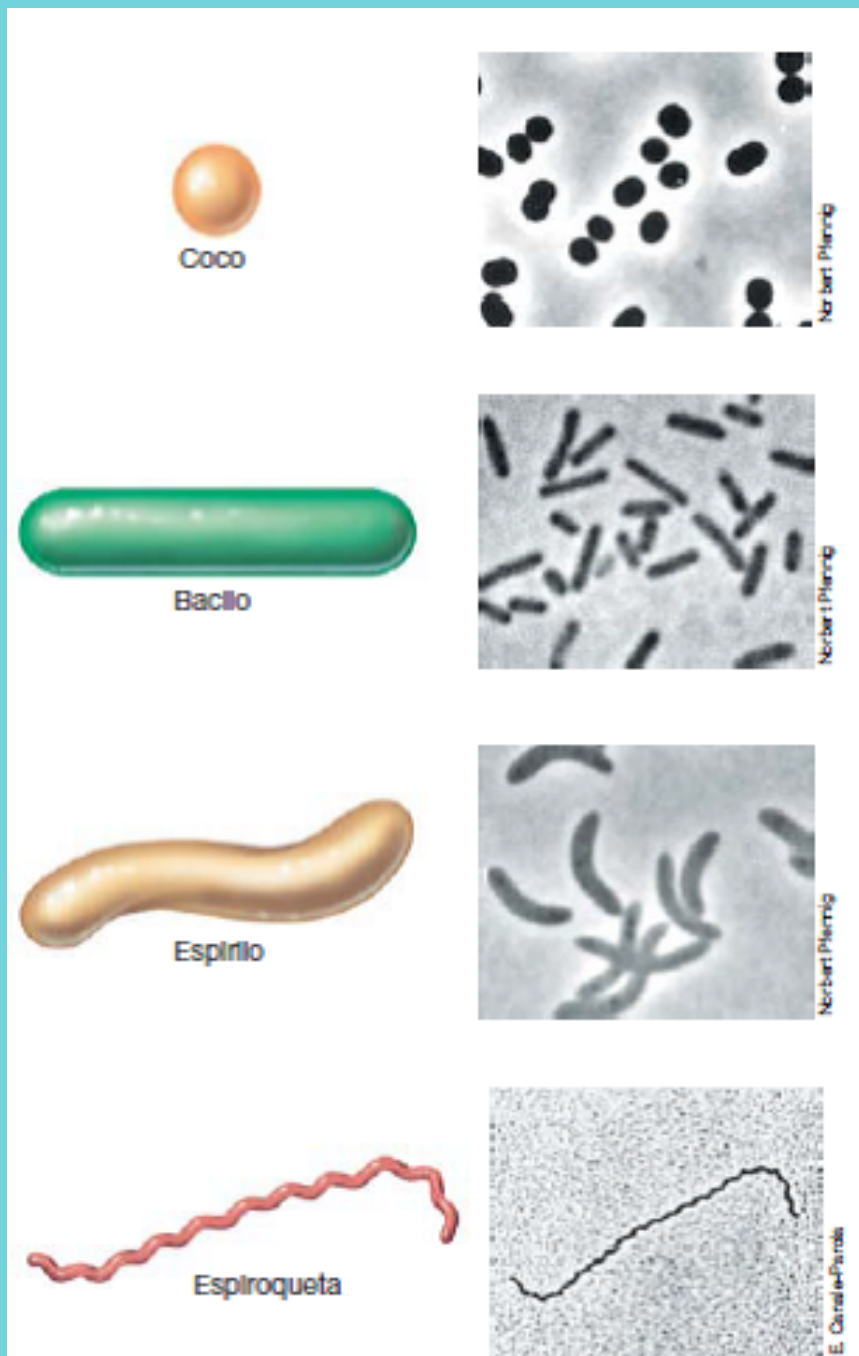 Coco
Norbert Pfennig
Bacilo
Norbert Pfennig
Espirilo
Norbert Pfennig
Espiroqueta
E. Canale-Parola